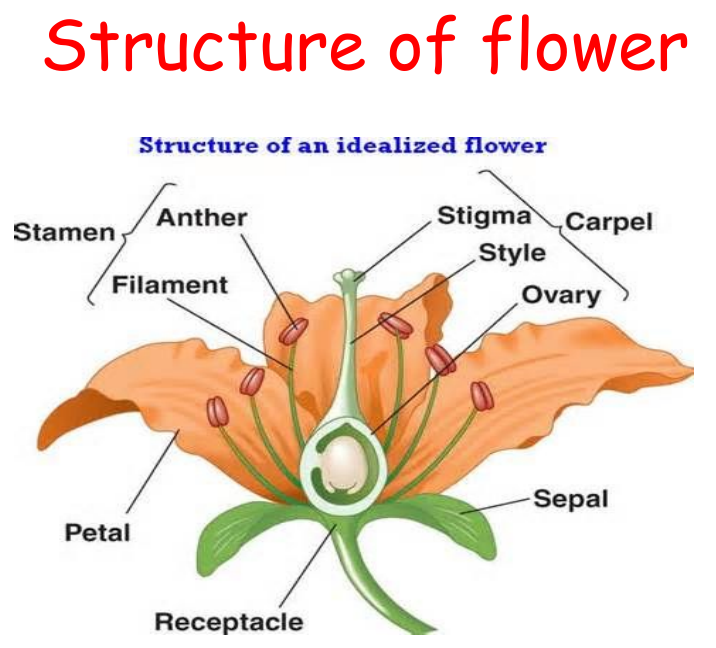 Structure of flower
Structure of an idealized flower
Stamen
Anther
Filament
Stigma
Carpel
Style
Ovary
Petal
Sepal
Receptacle